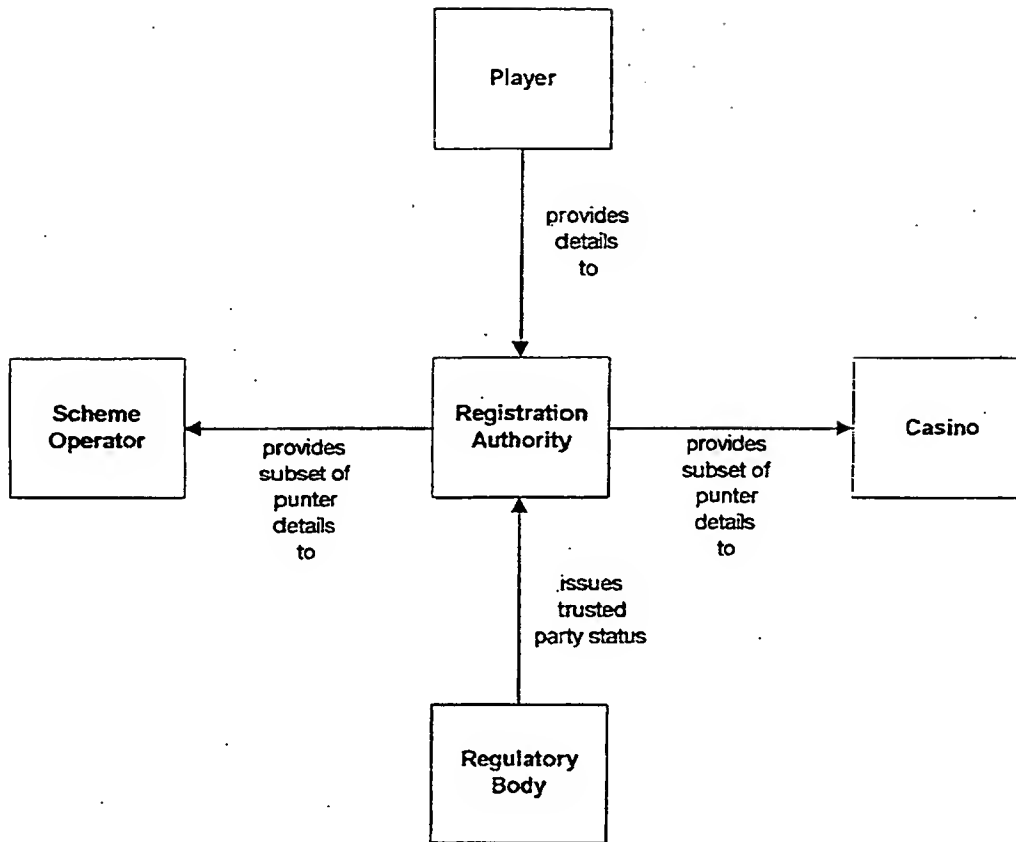 Player
provides
details
to
Scheme
Operator
Registration
Authority
Casino
provides
subset of
punter
details
to
provides
subset of
punter
details
to
issues
trusted
party status
Regulatory
Body